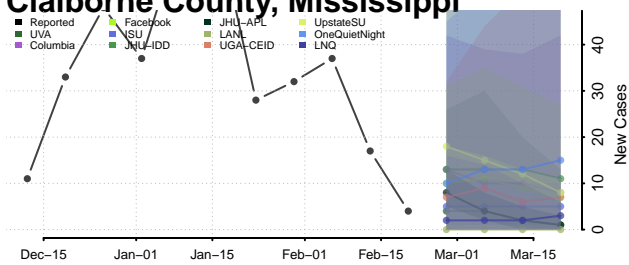 Claiborne County, Mississippi
Reported Facebook JHU–APL UpstateSU
UVA ISU LANL OneQuietNight
Columbia JHU–IDD UGA–CEID LNQ
40
30
20
10
0
New Cases
Dec–15 Jan–01 Jan–15 Feb–01 Feb–15 Mar–01 Mar–15